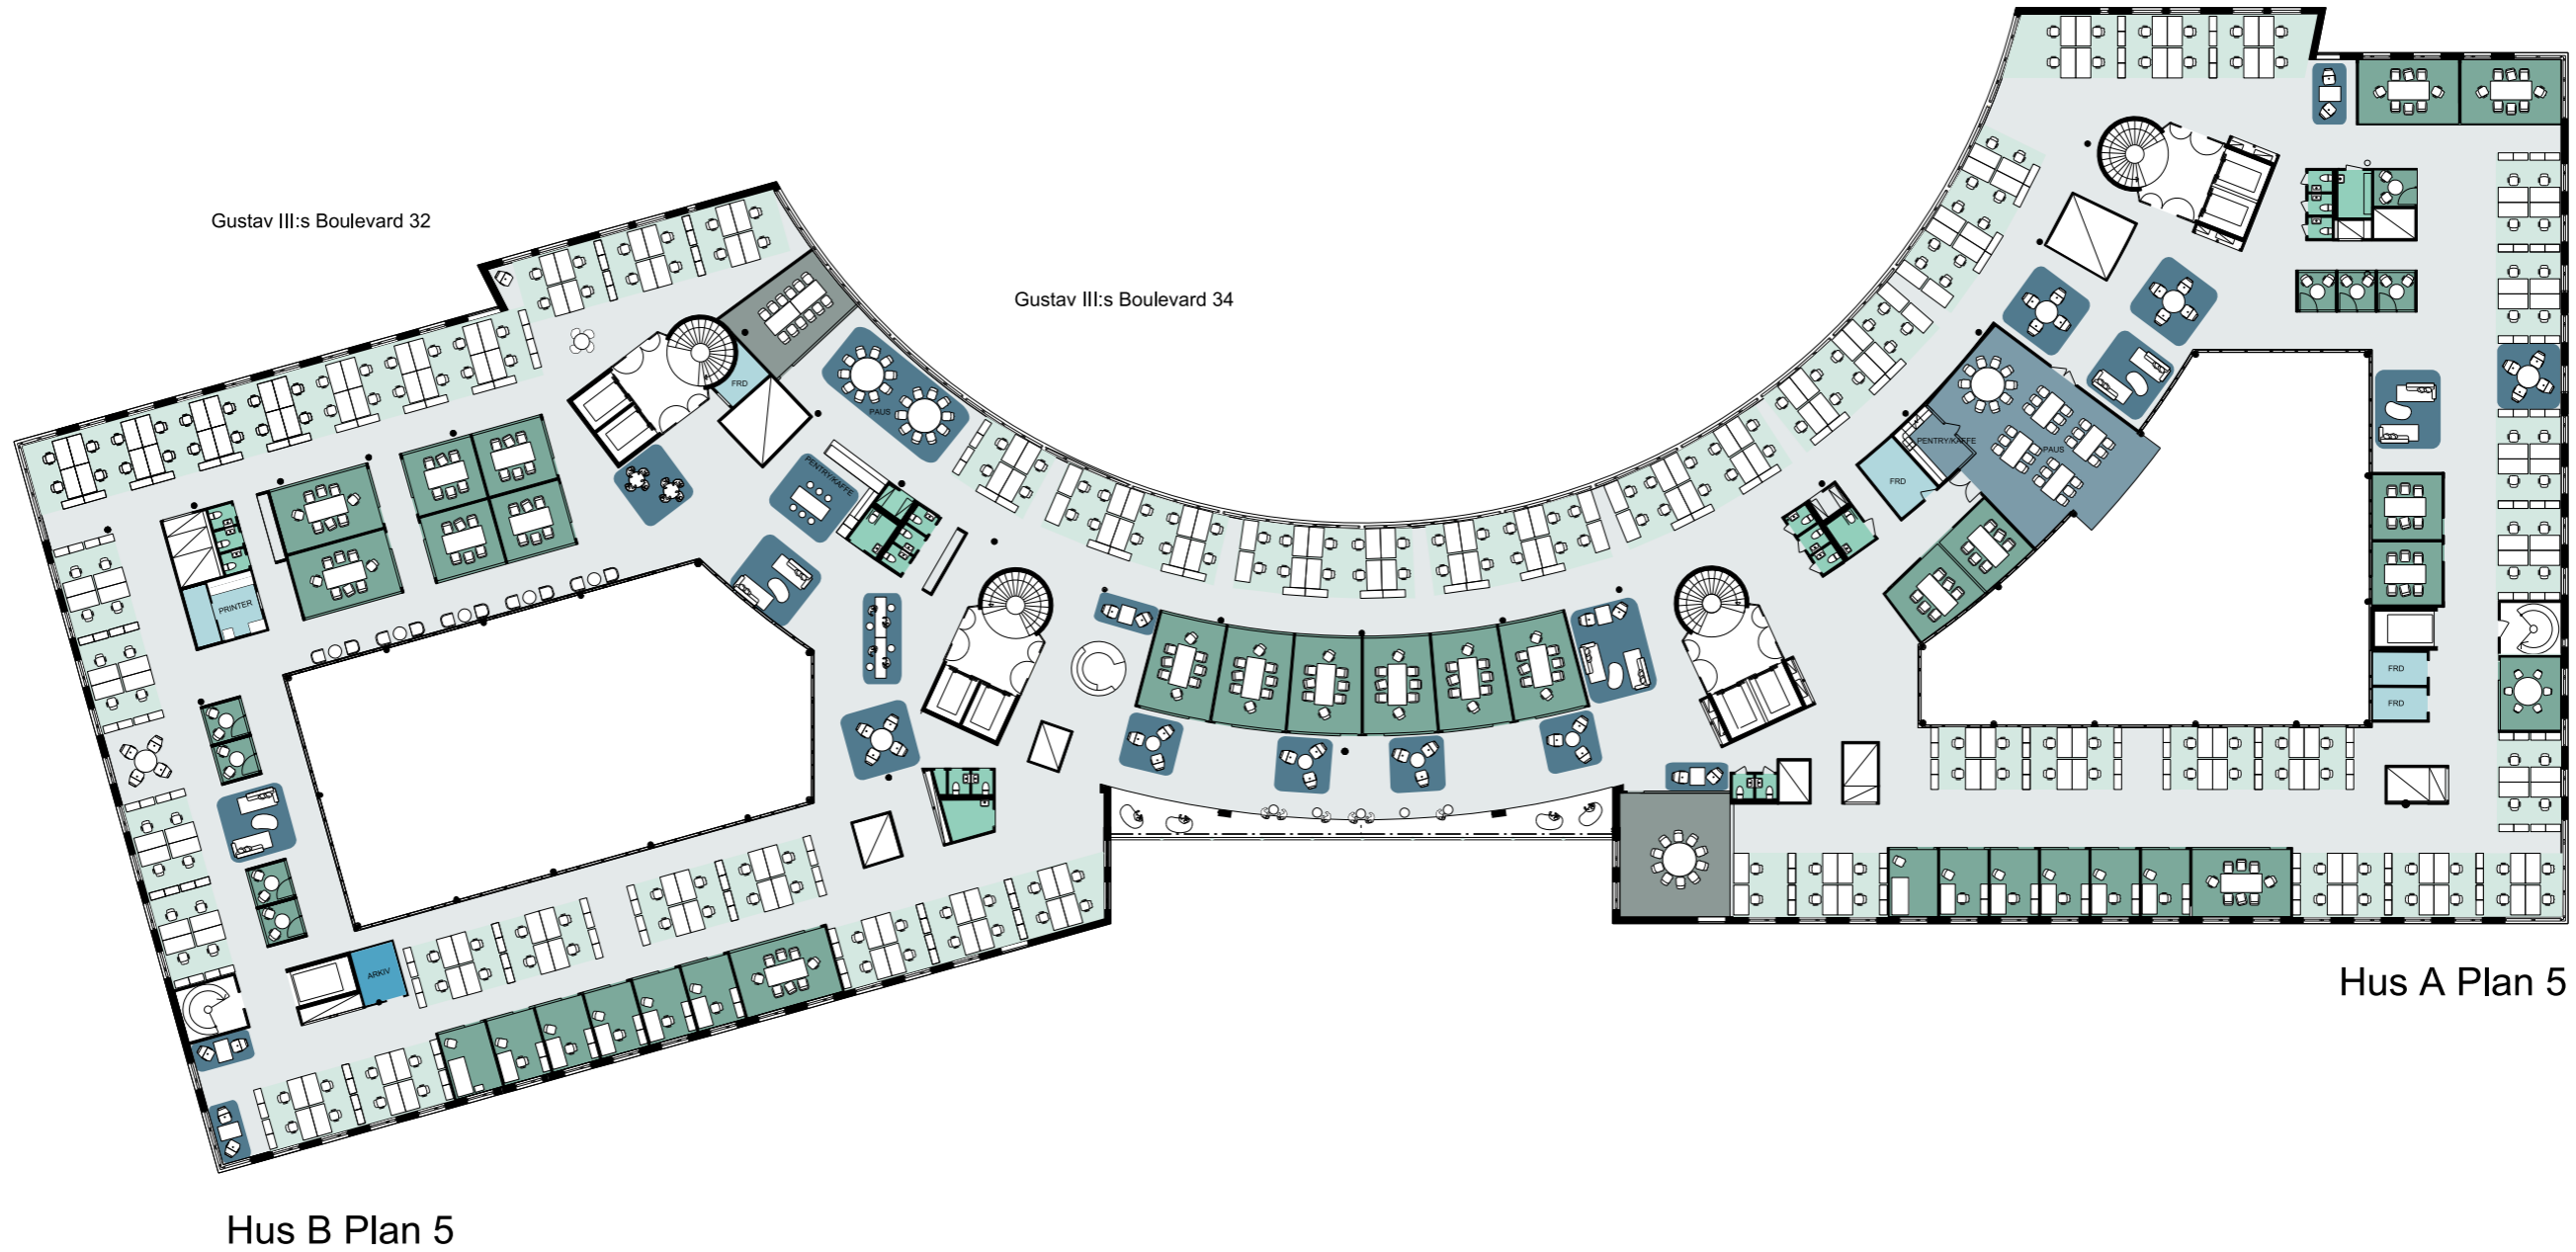 Gustav III:s Boulevard 32
Gustav III:s Boulevard 34
FRD
PAUS
PENTRY/KAFFE
PENTRY/KAFFE
PAUS
FRD
PRINTER
FRD
FRD
ARKIV
Hus A Plan 5
Hus B Plan 5